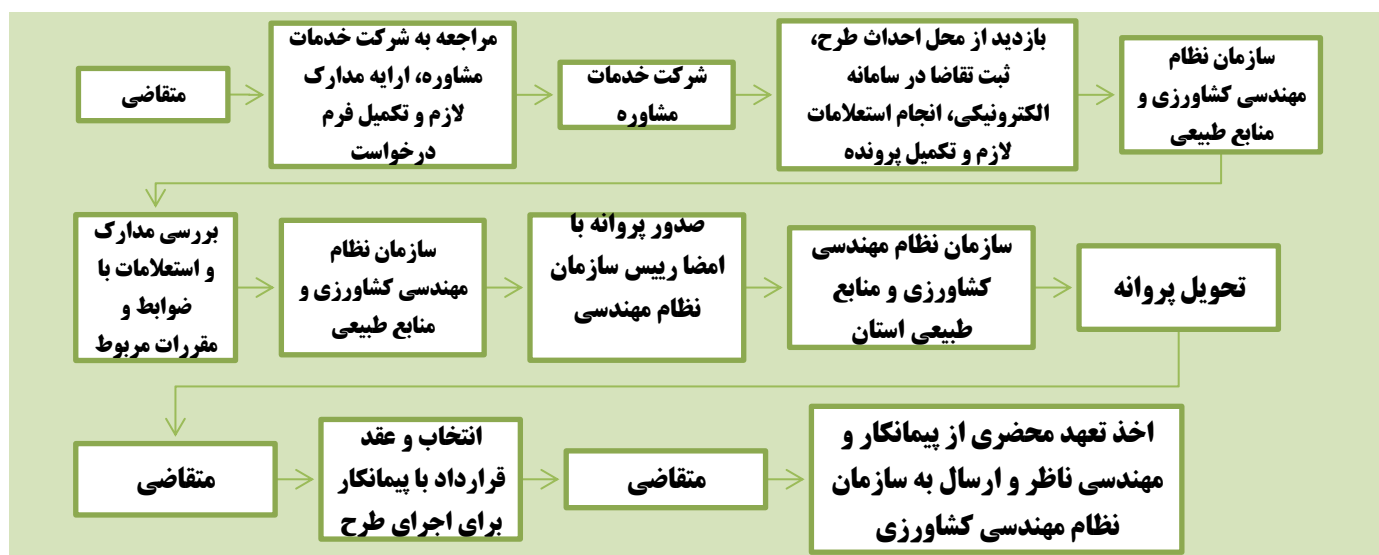 متقاضی
مراجعه به شرکت خدمات
مشاوره، ارایه مدارک
لازم و تکمیل فرم
درخواست
شرکت خدمات
مشاوره
بازدید از محل احداث طرح،
ثبت تقاضا در سامانه
الکترونیکی، انجام استعلامات
لازم و تکمیل پرونده
سازمان نظام
مهندسی کشاورزی و
منابع طبیعی
بررسی مدارک
و استعلامات با
ضوابط و
مقررات مربوط
سازمان نظام
مهندسی کشاورزی و
منابع طبیعی
صدور پروانه با
امضا رییس سازمان
نظام مهندسی
سازمان نظام مهندسی
کشاورزی و منابع
طبیعی استان
تحویل پروانه
متقاضی
انتخاب و عقد
قرارداد با پیمانکار
برای اجرای طرح
متقاضی
اخذ تعهد محضری از پیمانکار و
مهندسی ناظر و ارسال به سازمان
نظام مهندسی کشاورزی